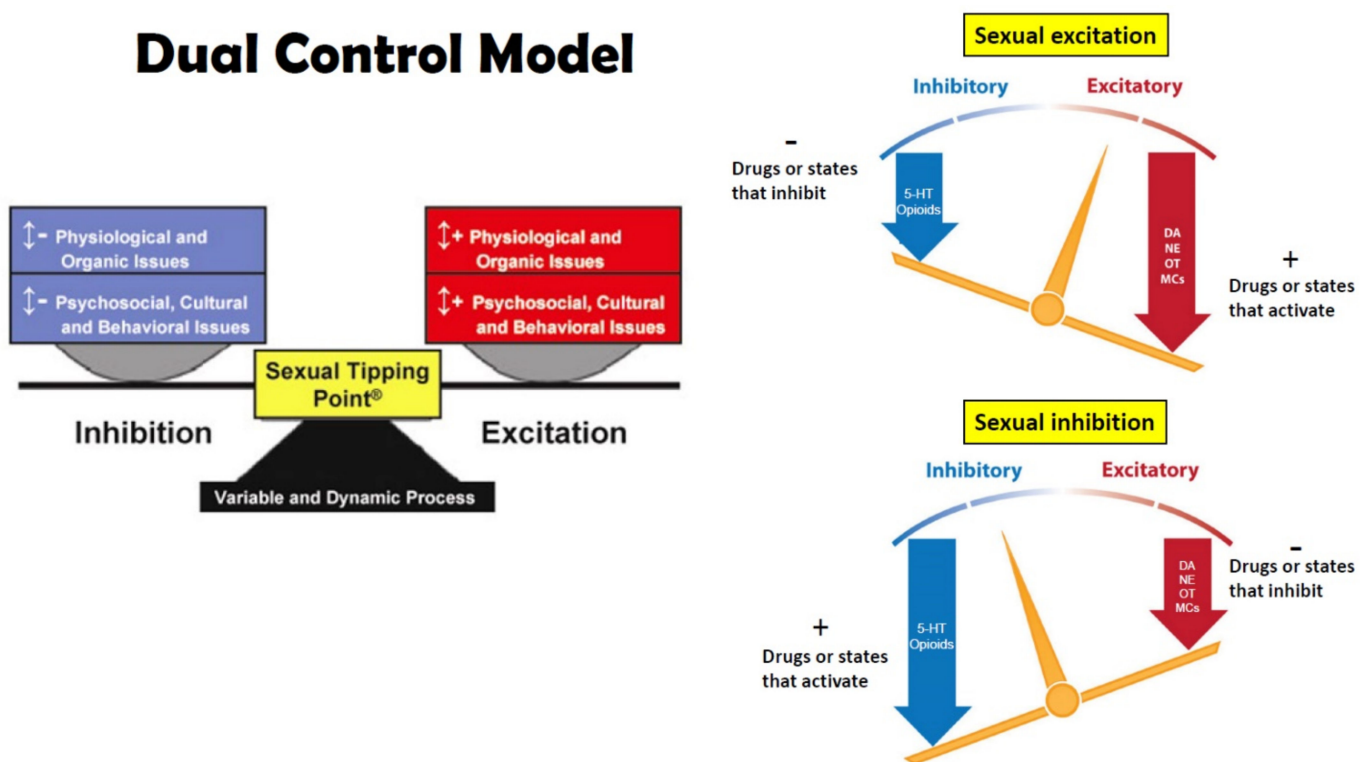 Dual Control Model
↕- Physiological and
Organic Issues
↕- Psychosocial, Cultural
and Behavioral Issues
↕+ Physiological and
Organic Issues
↕+ Psychosocial, Cultural
and Behavioral Issues
Sexual Tipping
Point®
Inhibition
Excitation
Variable and Dynamic Process
Sexual excitation
Inhibitory
Excitatory
-
Drugs or states
that inhibit
5-HT
Opioids
DA
NE
OT
MCs
+
Drugs or states
that activate
Sexual inhibition
Inhibitory
Excitatory
+
Drugs or states
that activate
5-HT
Opioids
DA
NE
OT
MCs
-
Drugs or states
that inhibit